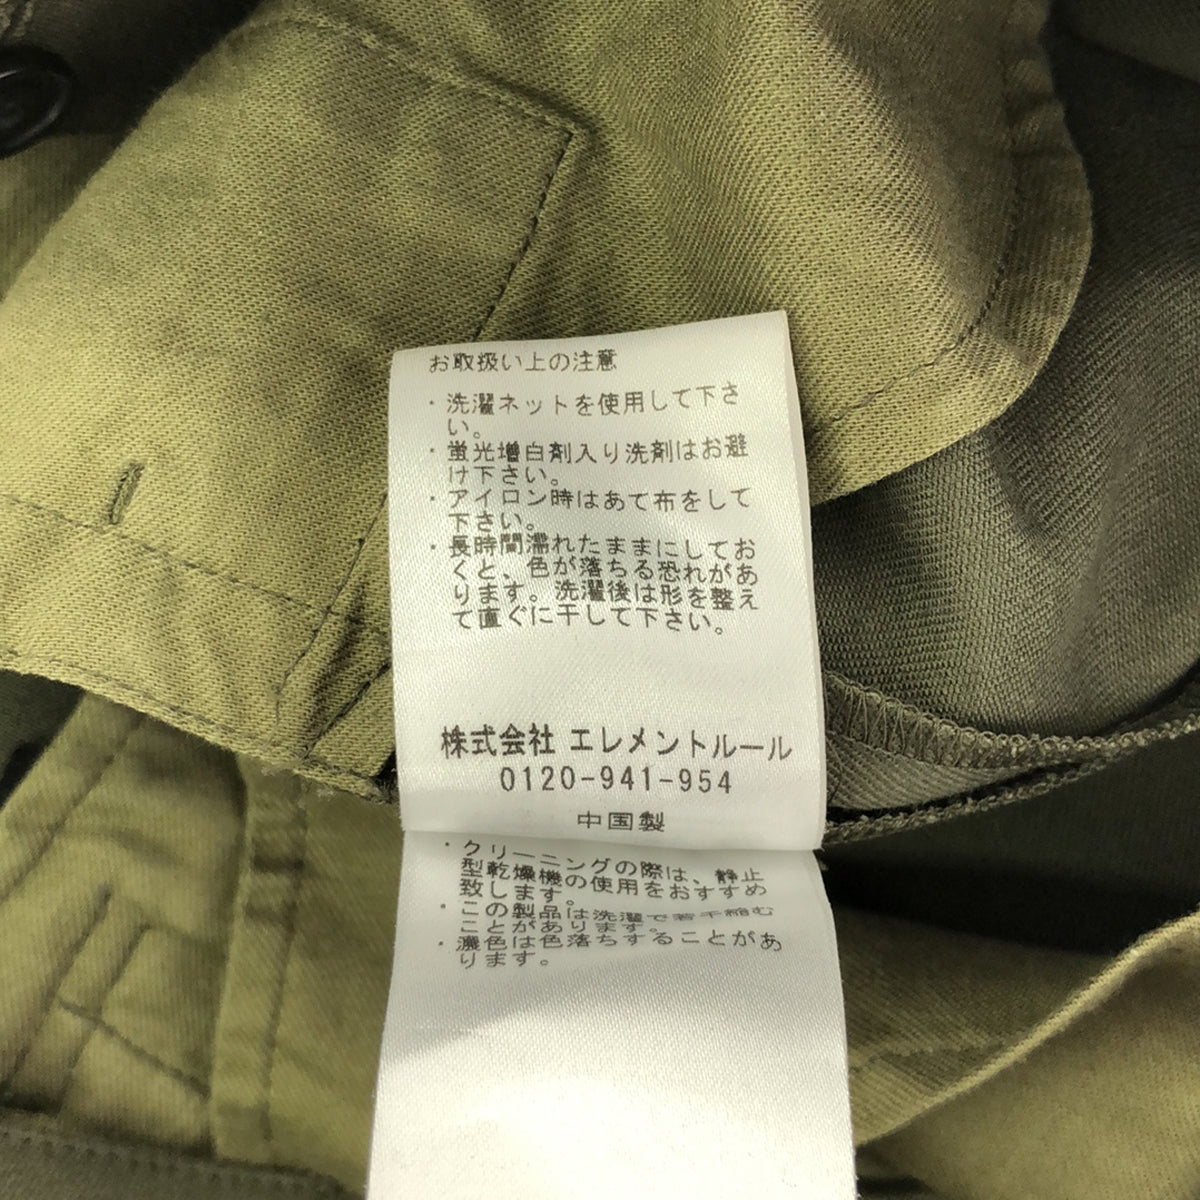 お取扱い上の注意
・洗濯ネットを使用して下さ
い。
・蛍光増白剤入り洗剤はお避
け下さい。
・アイロン時はあて布をして
下さい。
・長時間濡れたままにしてお
くと、色が落ちる恐れがあ
ります。洗濯後は形を整え
て直ぐに干して下さい。
株式会社 エレメントルール
0120-941-954
中国製
・クリーニングの際は、静止
型乾燥機の使用をおすすめ
致します。
・この製品は洗濯で若干縮む
ことがあります。
・濃色は色落ちすることがあ
ります。